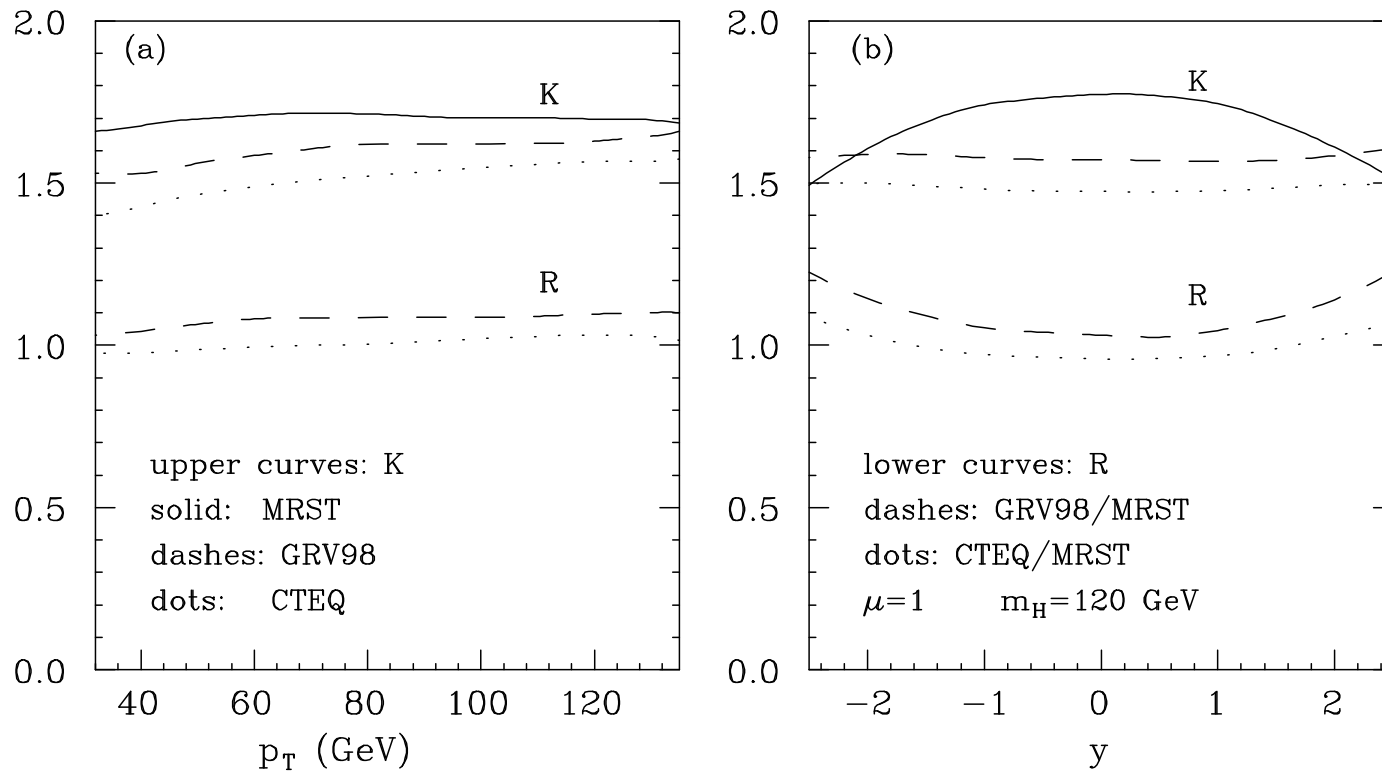 2.0
(a)
K
1.5
R
1.0
upper curves: K
0.5
solid: MRST
dashes: GRV98
dots: CTEQ
0.0
40 60 80 100 120
p_T (GeV)
2.0
(b)
K
1.5
R
1.0
lower curves: R
0.5
dashes: GRV98/MRST
dots: CTEQ/MRST
μ=1 m_H=120 GeV
0.0
−2 −1 0 1 2
y